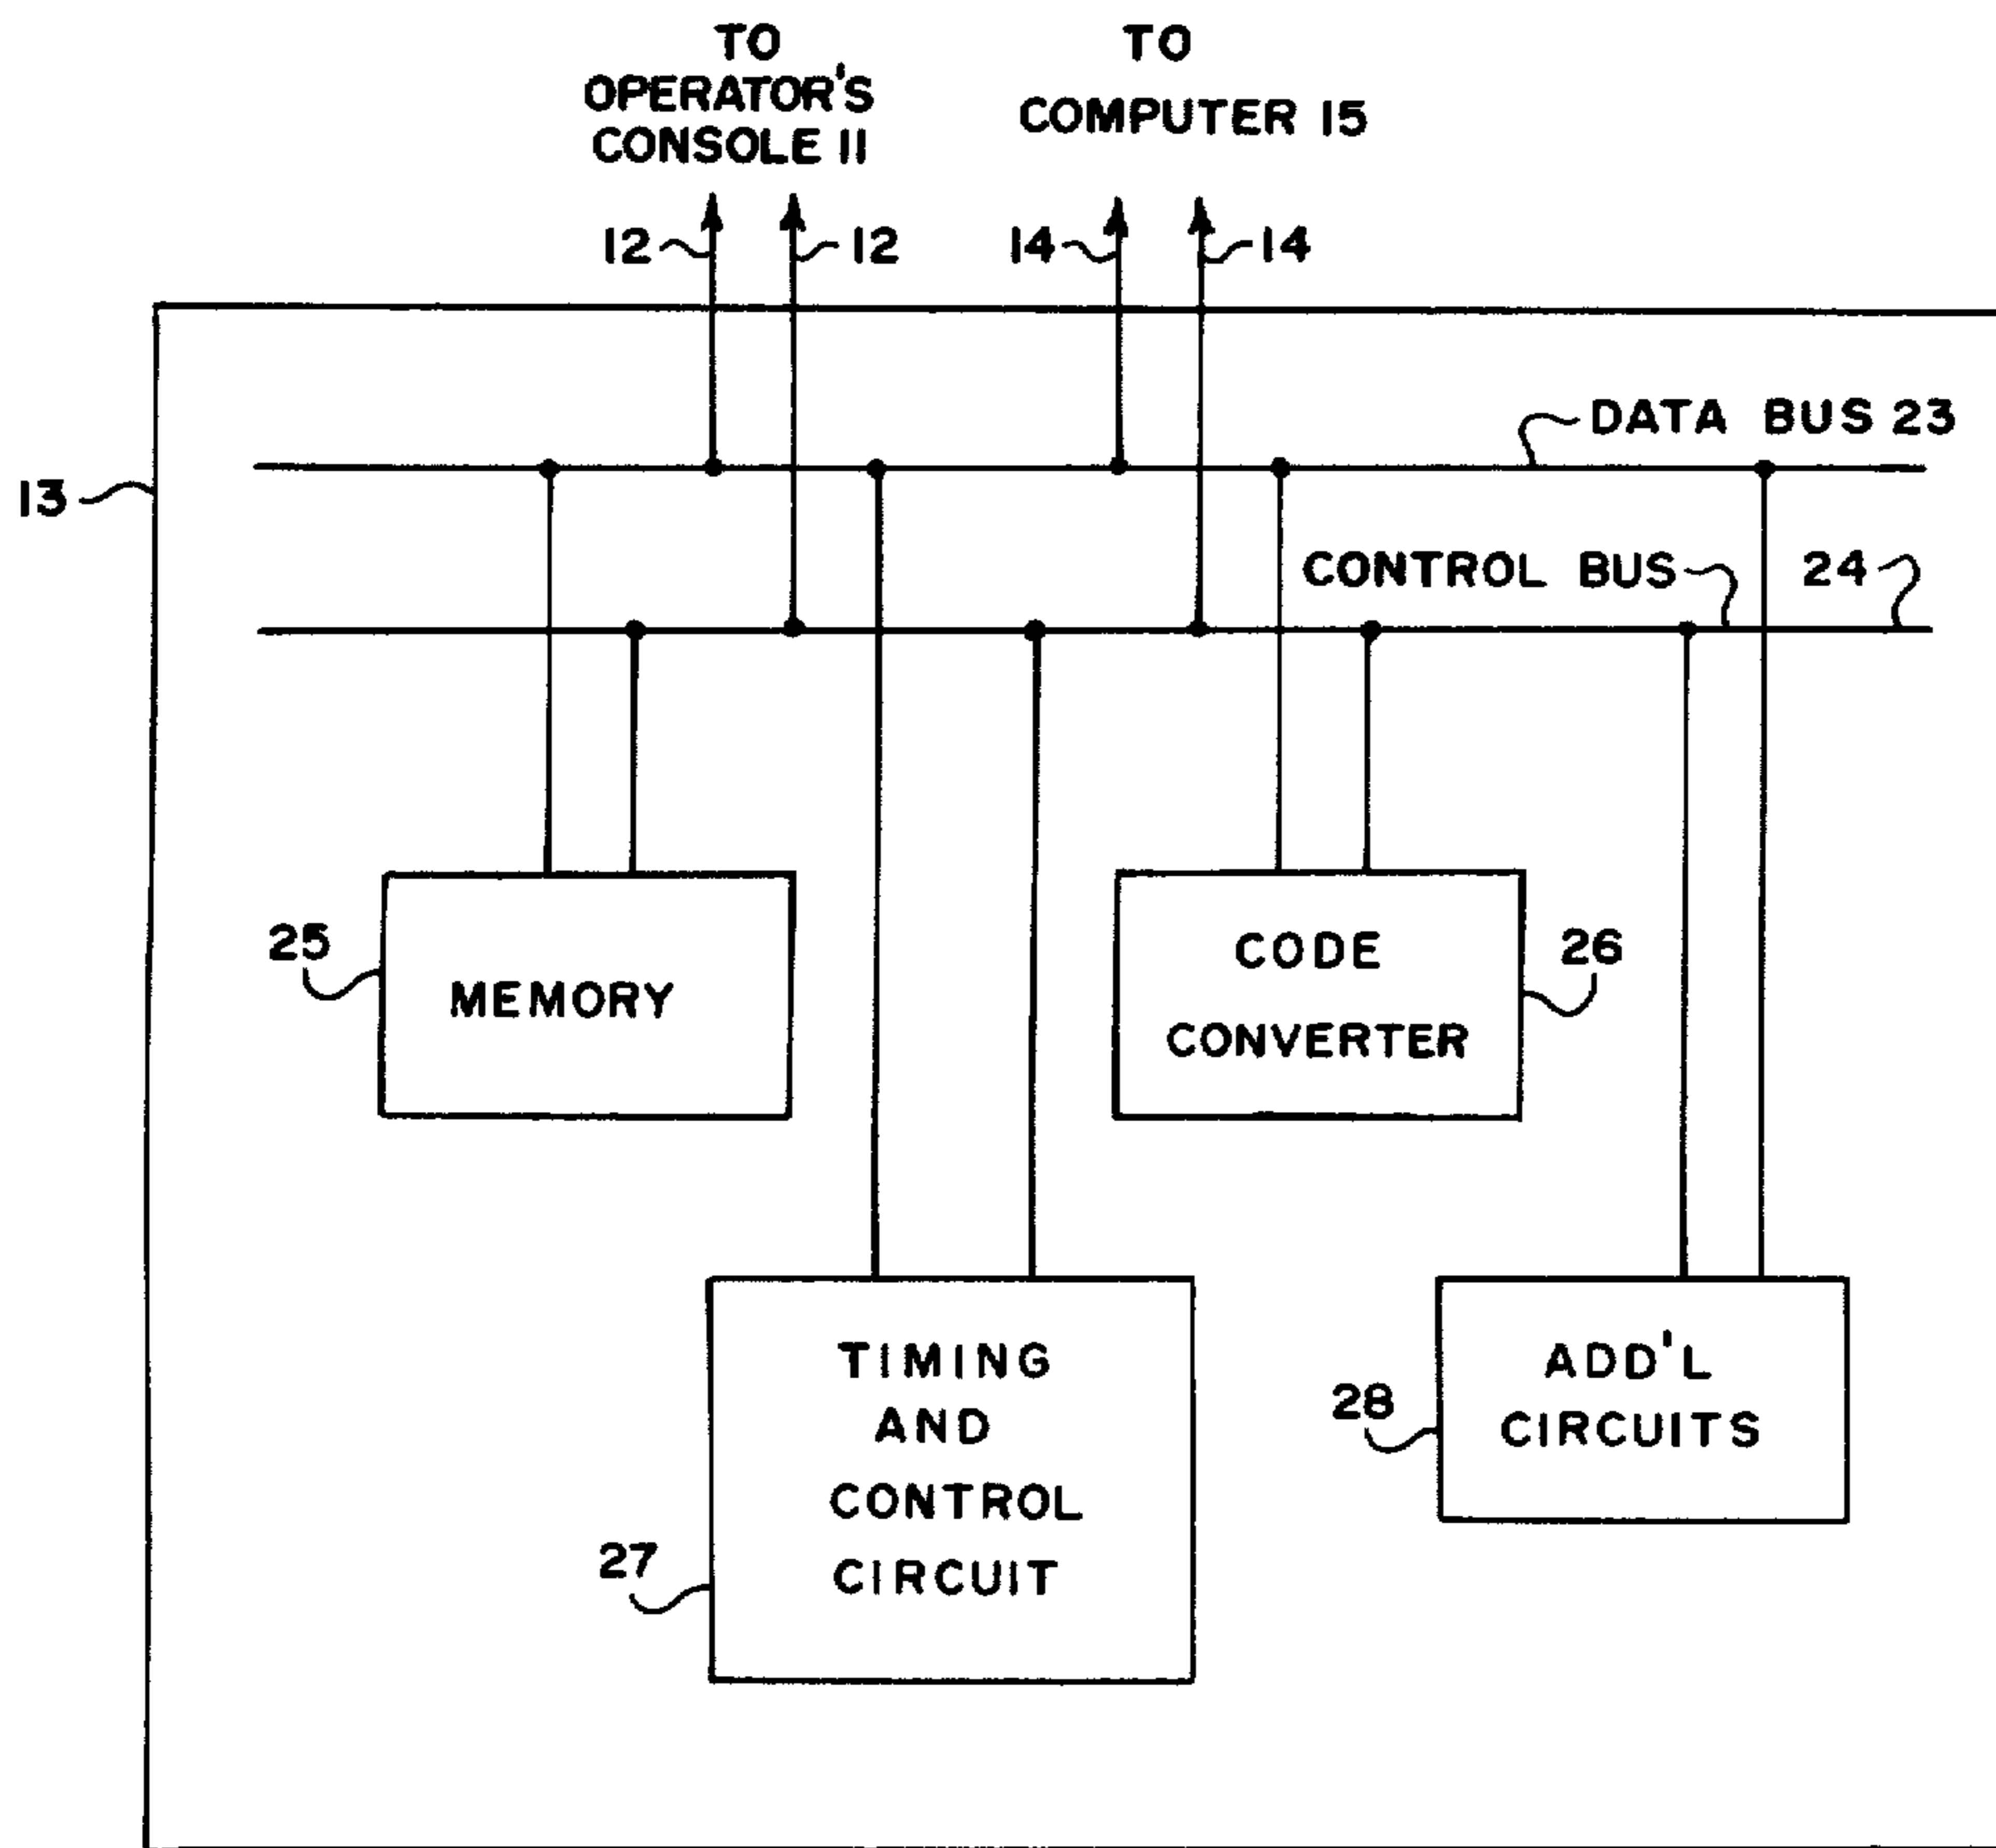 TO
OPERATOR'S
CONSOLE 11
TO
COMPUTER 15
12
12
14
14
DATA BUS 23
13
CONTROL BUS
24
25
MEMORY
CODE
CONVERTER
26
TIMING
AND
CONTROL
CIRCUIT
27
ADD'L
CIRCUITS
28